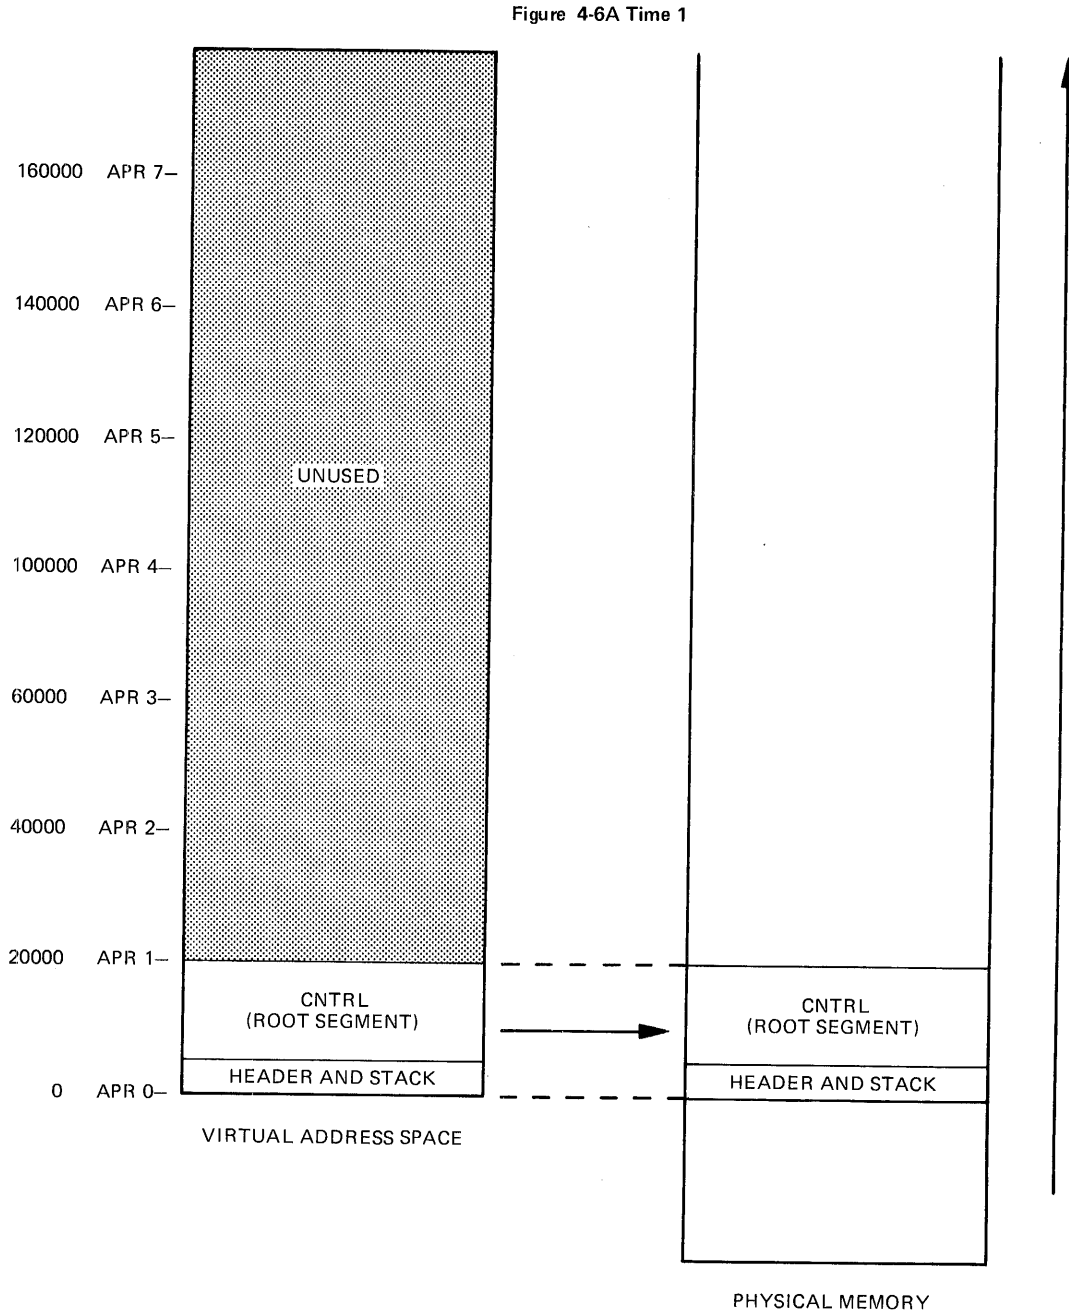 Figure 4-6A Time 1
160000 APR 7–
140000 APR 6–
120000 APR 5–
UNUSED
100000 APR 4–
60000 APR 3–
40000 APR 2–
20000 APR 1–
CNTRL
(ROOT SEGMENT)
HEADER AND STACK
0 APR 0–
VIRTUAL ADDRESS SPACE
CNTRL
(ROOT SEGMENT)
HEADER AND STACK
PHYSICAL MEMORY